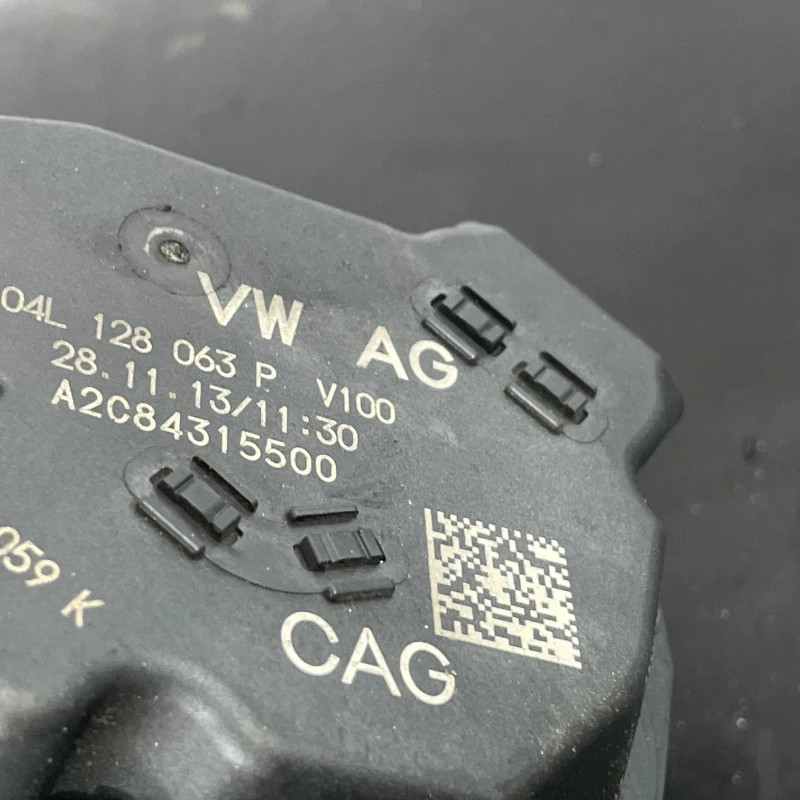 VW AG
04L 128 063 P V100
28.11.13/11:30
A2C84315500
059 K
CAG